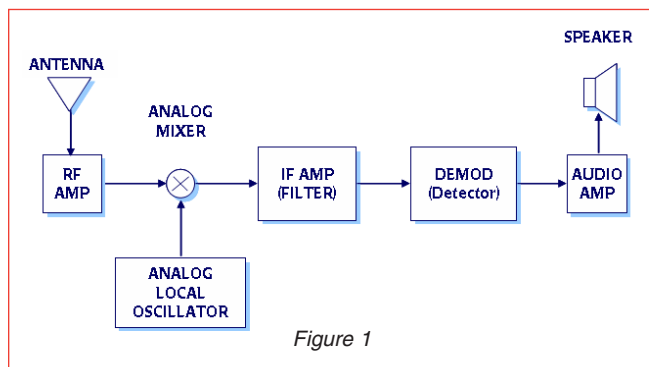 SPEAKER
ANTENNA
ANALOG
MIXER
RF
AMP
IF AMP
(FILTER)
DEMOD
(Detector)
AUDIO
AMP
ANALOG
LOCAL
OSCILLATOR
Figure 1